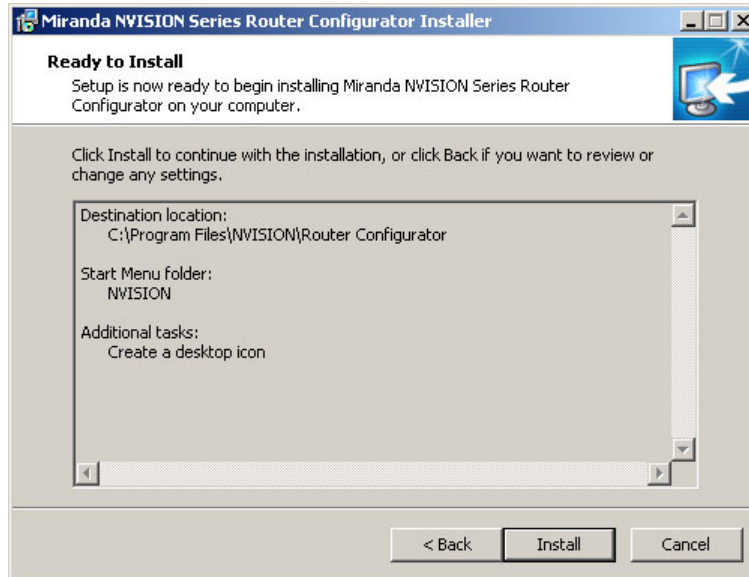 Miranda NVISION Series Router Configurator Installer
Ready to Install
Setup is now ready to begin installing Miranda NVISION Series Router
Configurator on your computer.
Click Install to continue with the installation, or click Back if you want to review or
change any settings.
Destination location:
C:\Program Files\NVISION\Router Configurator
Start Menu folder:
NVISION
Additional tasks:
Create a desktop icon
< Back
Install
Cancel